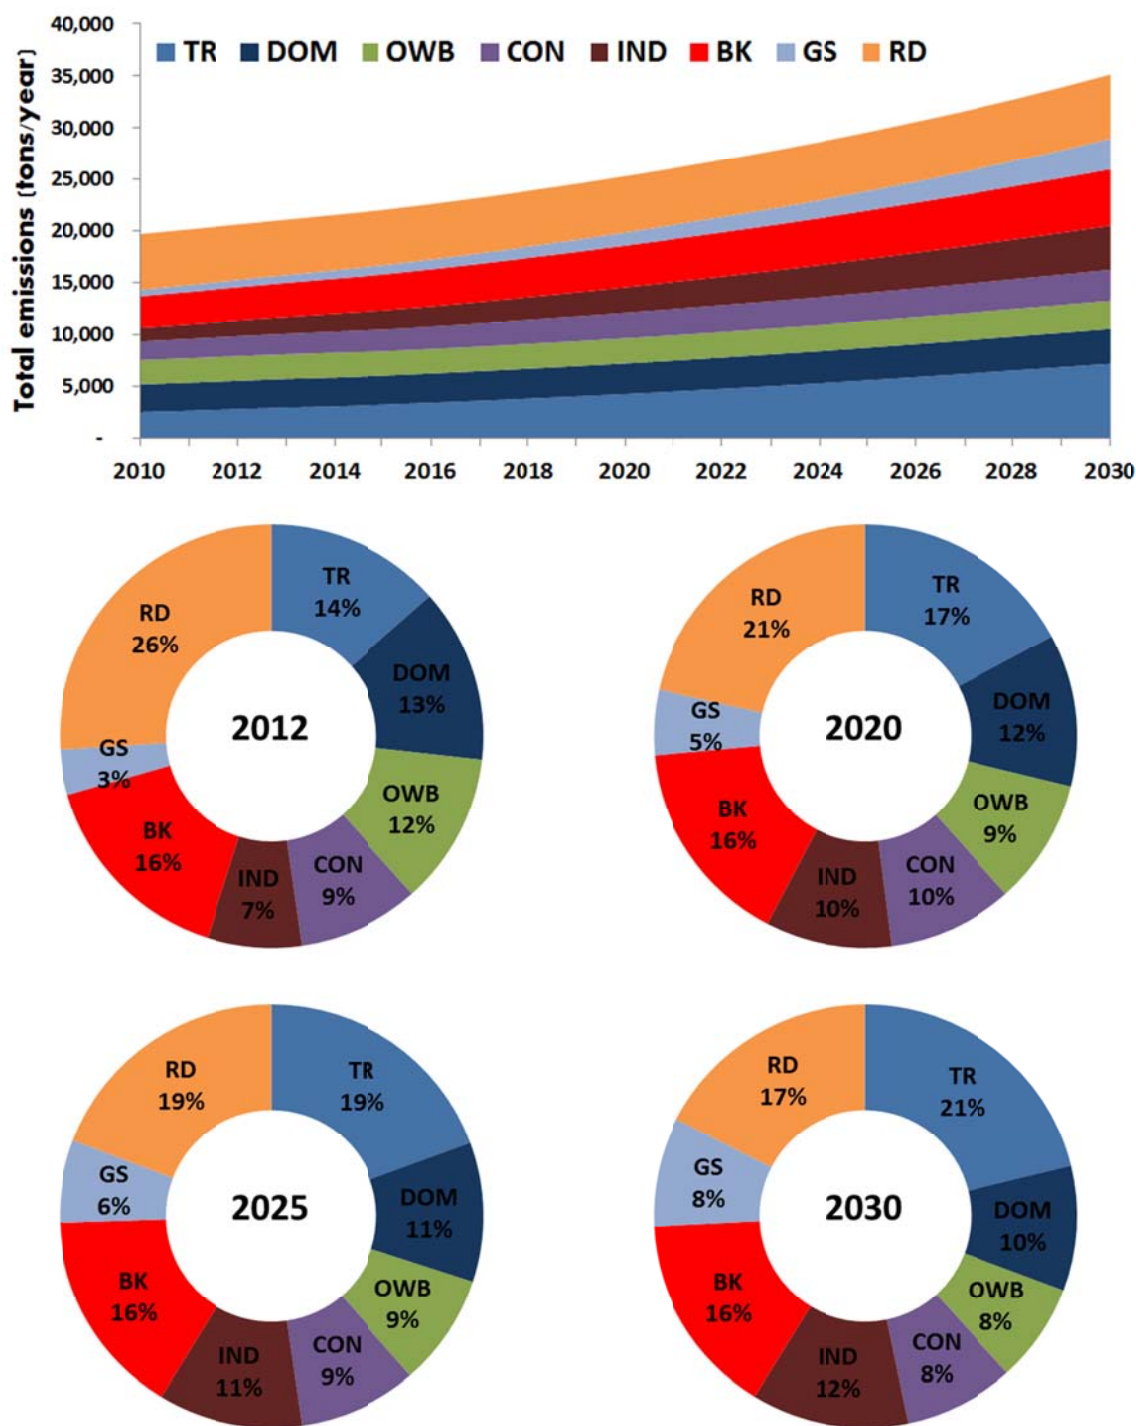 Total emissions (tons/year)
40,000
35,000
30,000
25,000
20,000
15,000
10,000
5,000
-
TR DOM OWB CON IND BK GS RD
2010 2012 2014 2016 2018 2020 2022 2024 2026 2028 2030
2012
TR
14%
DOM
13%
OWB
12%
CON
9%
IND
7%
BK
16%
GS
3%
RD
26%
2020
TR
17%
DOM
12%
OWB
9%
CON
10%
IND
10%
BK
16%
GS
5%
RD
21%
2025
TR
19%
DOM
11%
OWB
9%
CON
9%
IND
11%
BK
16%
GS
6%
RD
19%
2030
TR
21%
DOM
10%
OWB
8%
CON
8%
IND
12%
BK
16%
GS
8%
RD
17%